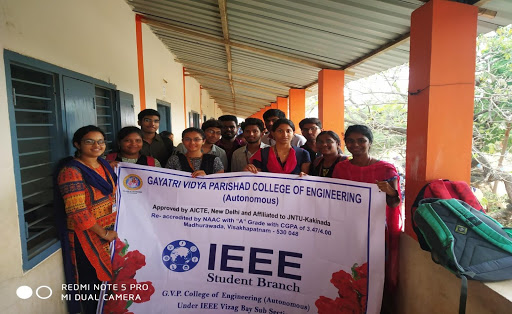 GAYATRI VIDYA PARISHAD COLLEGE OF ENGINEERING
(Autonomous)
Approved by AICTE, New Delhi and Affiliated to JNTU-Kakinada
Re- accredited by NAAC with "A" Grade with CGPA of 3.47/4.00
Madhurawada, Visakhapatnam - 530 048
IEEE
Student Branch
G.V.P. College of Engineering (Autonomous)
Under IEEE Vizag Bay Sub
REDMI NOTE 5 PRO
MI DUAL CAMERA